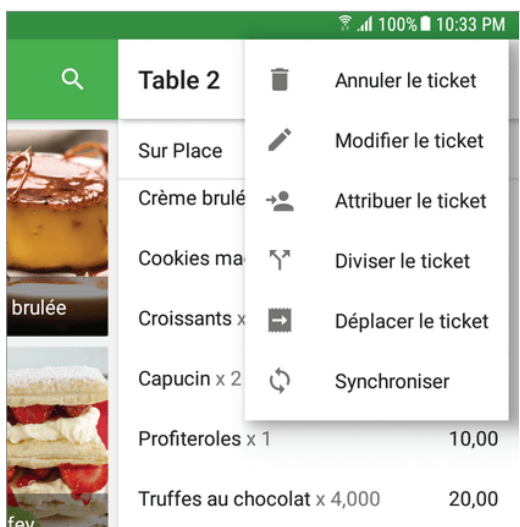 100% 10:33 PM
Table 2
Annuler le ticket
Sur Place
Modifier le ticket
Crème brulé
Attribuer le ticket
Cookies ma
Diviser le ticket
brulée
Croissants x
Déplacer le ticket
Capucin x 2
Synchroniser
Profiteroles x 1 10,00
Truffes au chocolat x 4,000 20,00
fey